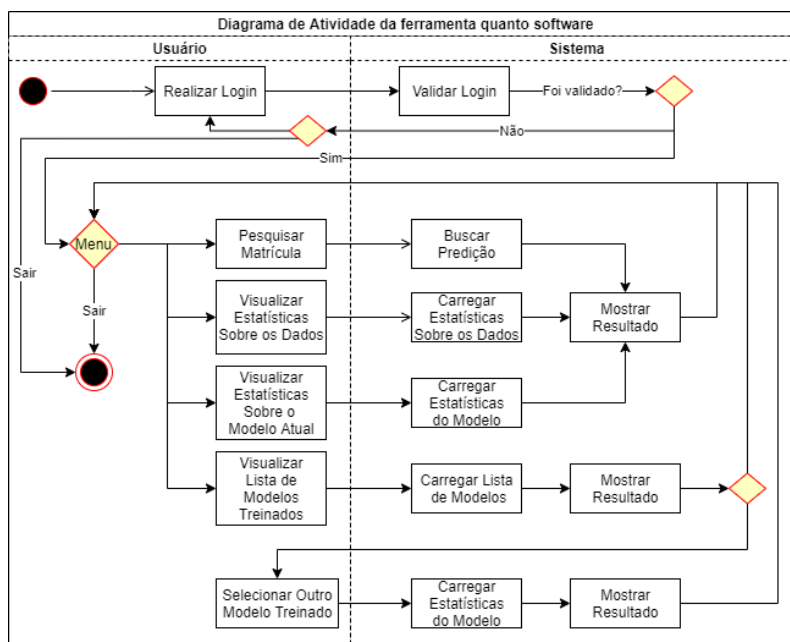 Diagrama de Atividade da ferramenta quanto software
Usuário
Sistema
Realizar Login
Validar Login
Foi validado?
Não
Sim
Menu
Sair
Sair
Pesquisar
Matrícula
Buscar
Predição
Visualizar
Estatísticas
Sobre os Dados
Carregar
Estatísticas
Sobre os Dados
Mostrar
Resultado
Visualizar
Estatísticas
Sobre o
Modelo Atual
Carregar
Estatísticas
do Modelo
Visualizar
Lista de
Modelos
Treinados
Carregar Lista
de Modelos
Mostrar
Resultado
Selecionar Outro
Modelo Treinado
Carregar
Estatísticas
do Modelo
Mostrar
Resultado